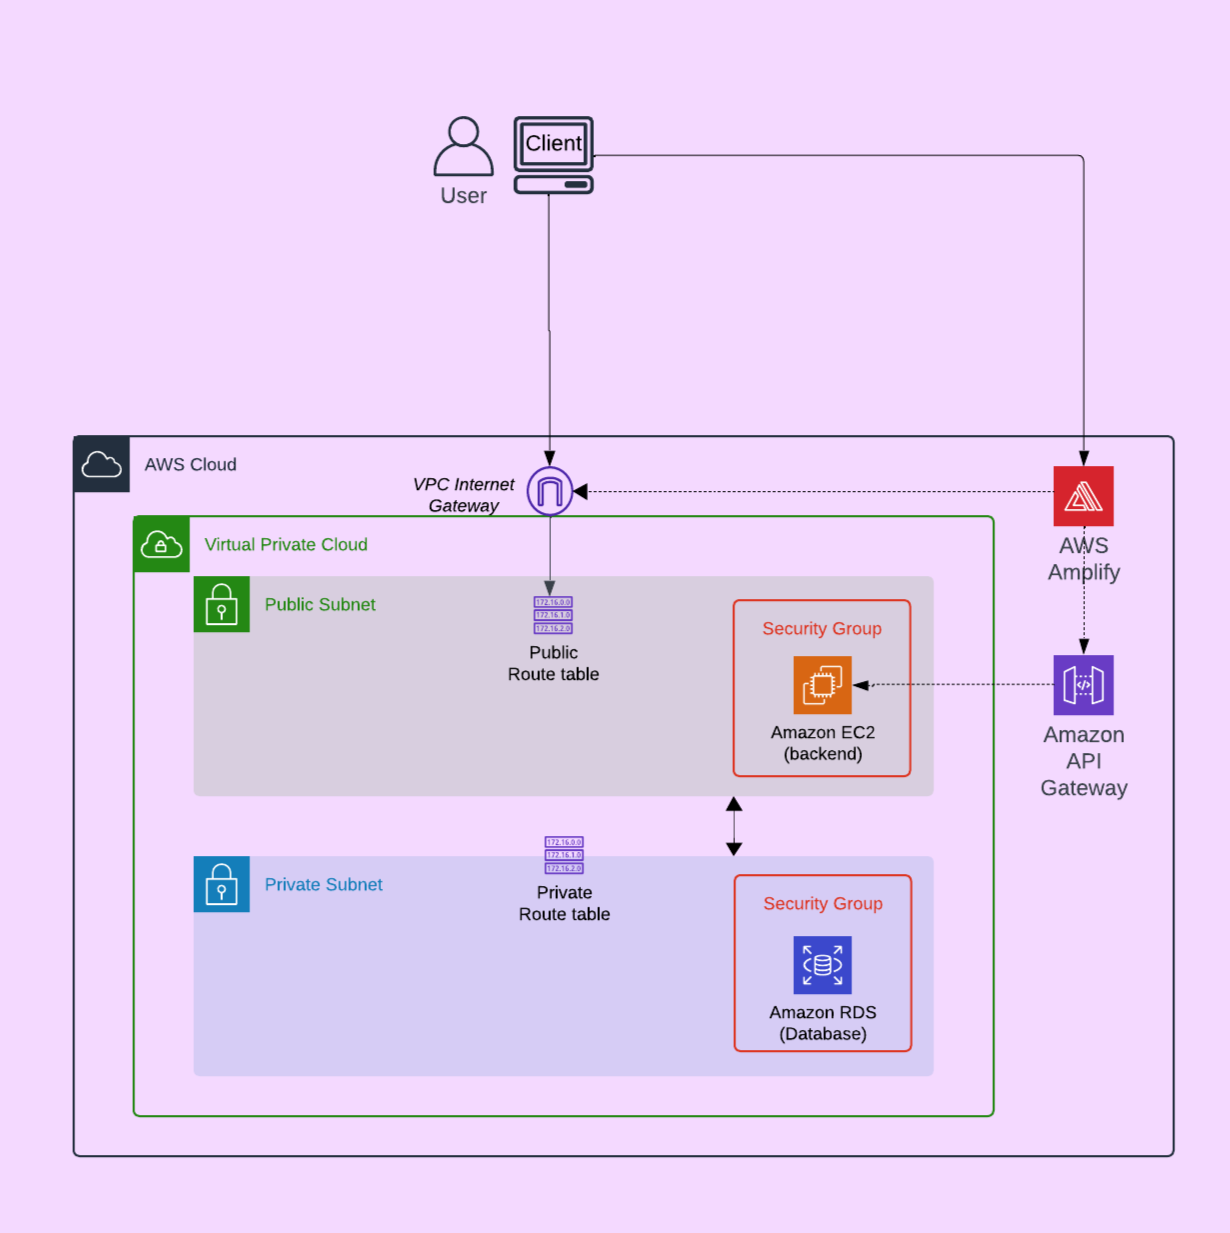 Client
User
AWS Cloud
VPC Internet
Gateway
AWS
Amplify
Virtual Private Cloud
Public Subnet
172.16.0.0
172.16.1.0
172.16.2.0
Public
Route table
Security Group
Amazon EC2
(backend)
Amazon
API
Gateway
172.16.0.0
172.16.1.0
172.16.2.0
Private Subnet
Private
Route table
Security Group
Amazon RDS
(Database)